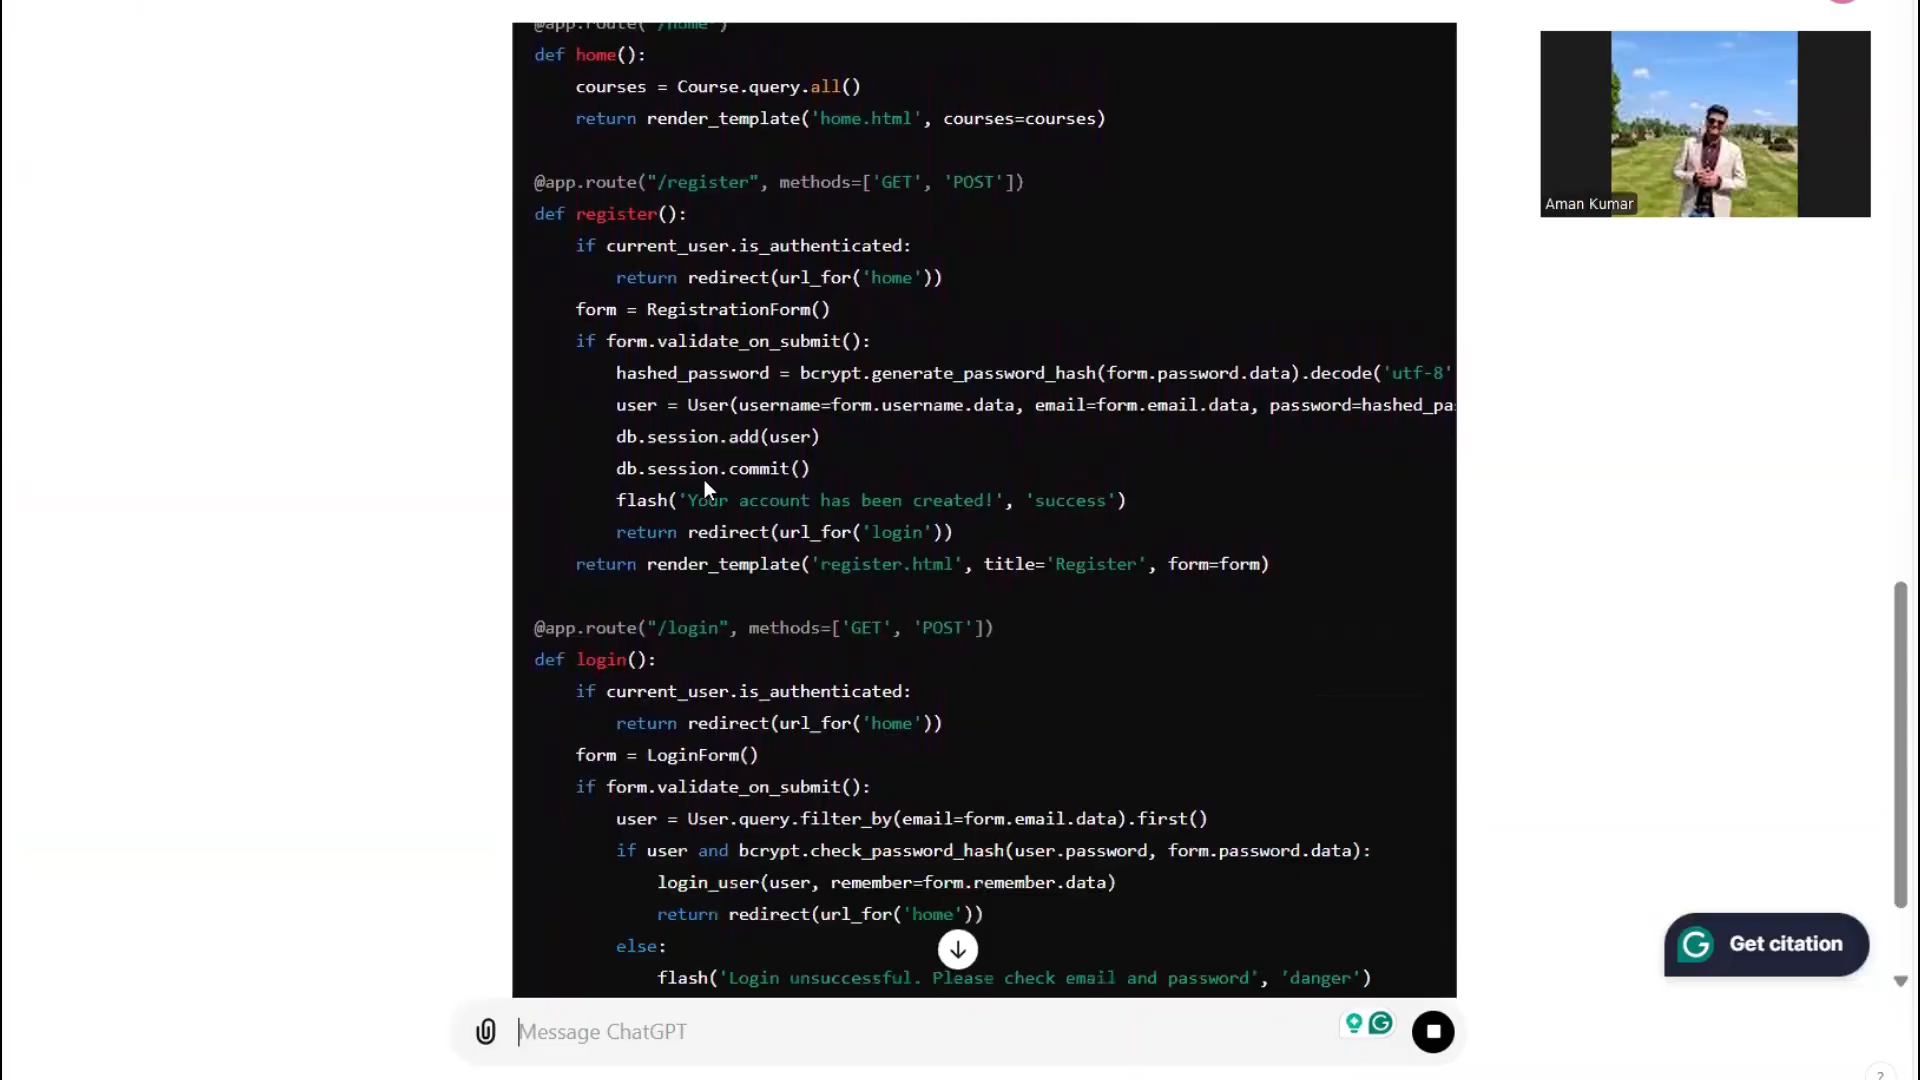 @app.route("/home")
def home():
    courses = Course.query.all()
    return render_template('home.html', courses=courses)
@app.route("/register", methods=['GET', 'POST'])
def register():
    if current_user.is_authenticated:
        return redirect(url_for('home'))
    form = RegistrationForm()
    if form.validate_on_submit():
        hashed_password = bcrypt.generate_password_hash(form.password.data).decode('utf-8'
        user = User(username=form.username.data, email=form.email.data, password=hashed_pa
        db.session.add(user)
        db.session.commit()
        flash('Your account has been created!', 'success')
        return redirect(url_for('login'))
    return render_template('register.html', title='Register', form=form)
@app.route("/login", methods=['GET', 'POST'])
def login():
    if current_user.is_authenticated:
        return redirect(url_for('home'))
    form = LoginForm()
    if form.validate_on_submit():
        user = User.query.filter_by(email=form.email.data).first()
        if user and bcrypt.check_password_hash(user.password, form.password.data):
            login_user(user, remember=form.remember.data)
            return redirect(url_for('home'))
        else:
            flash('Login unsuccessful. Please check email and password', 'danger')
Message ChatGPT
Aman Kumar
Get citation
?